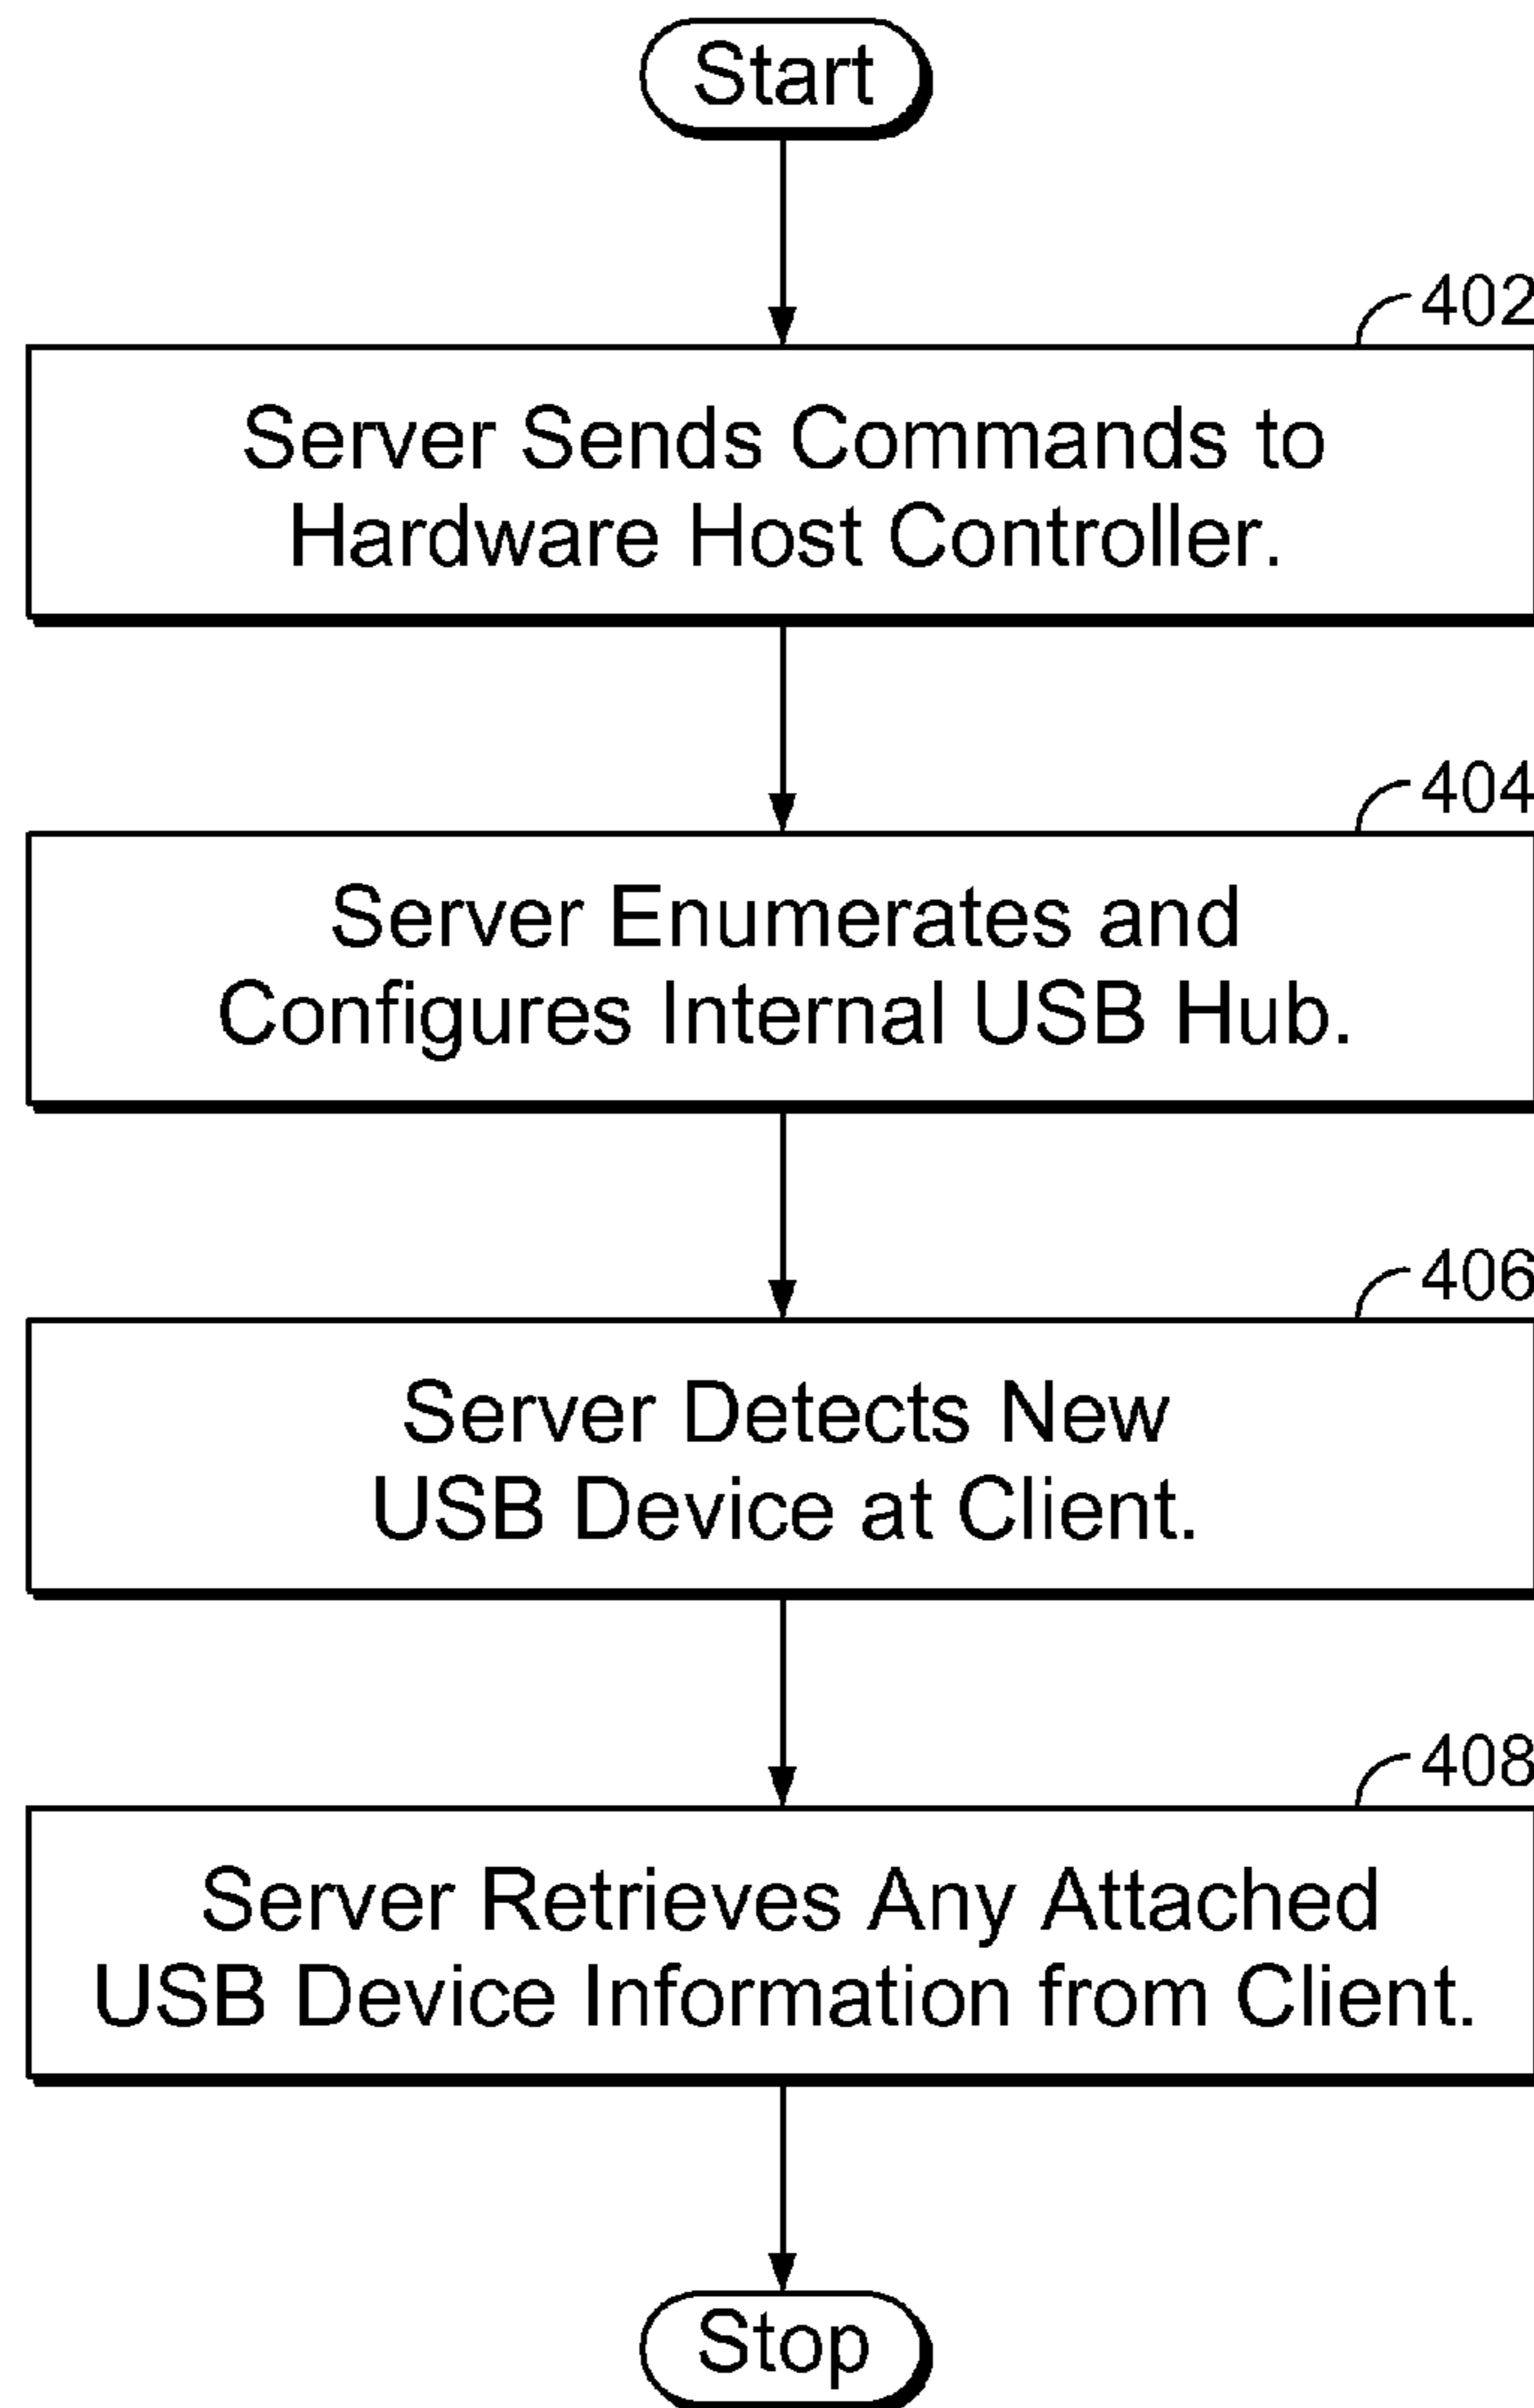 Start
402
Server Sends Commands to
Hardware Host Controller.
404
Server Enumerates and
Configures Internal USB Hub.
406
Server Detects New
USB Device at Client.
408
Server Retrieves Any Attached
USB Device Information from Client.
Stop